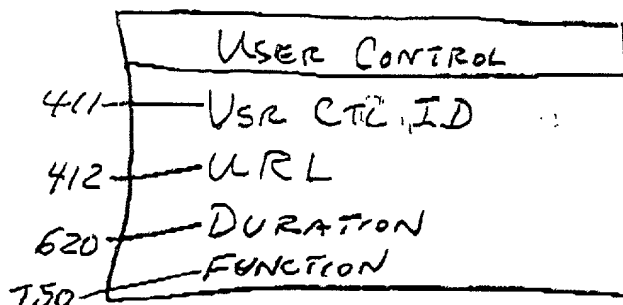 USER CONTROL
411 USR CTL ID
412 URL
620 DURATION
750 FUNCTION